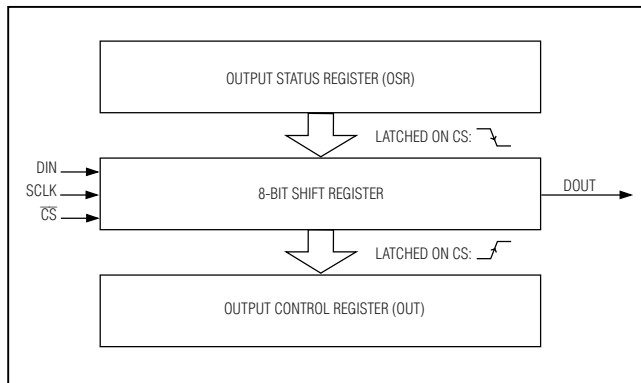 OUTPUT STATUS REGISTER (OSR)
LATCHED ON CS:
DIN
SCLK
CS
8-BIT SHIFT REGISTER
DOUT
LATCHED ON CS:
OUTPUT CONTROL REGISTER (OUT)